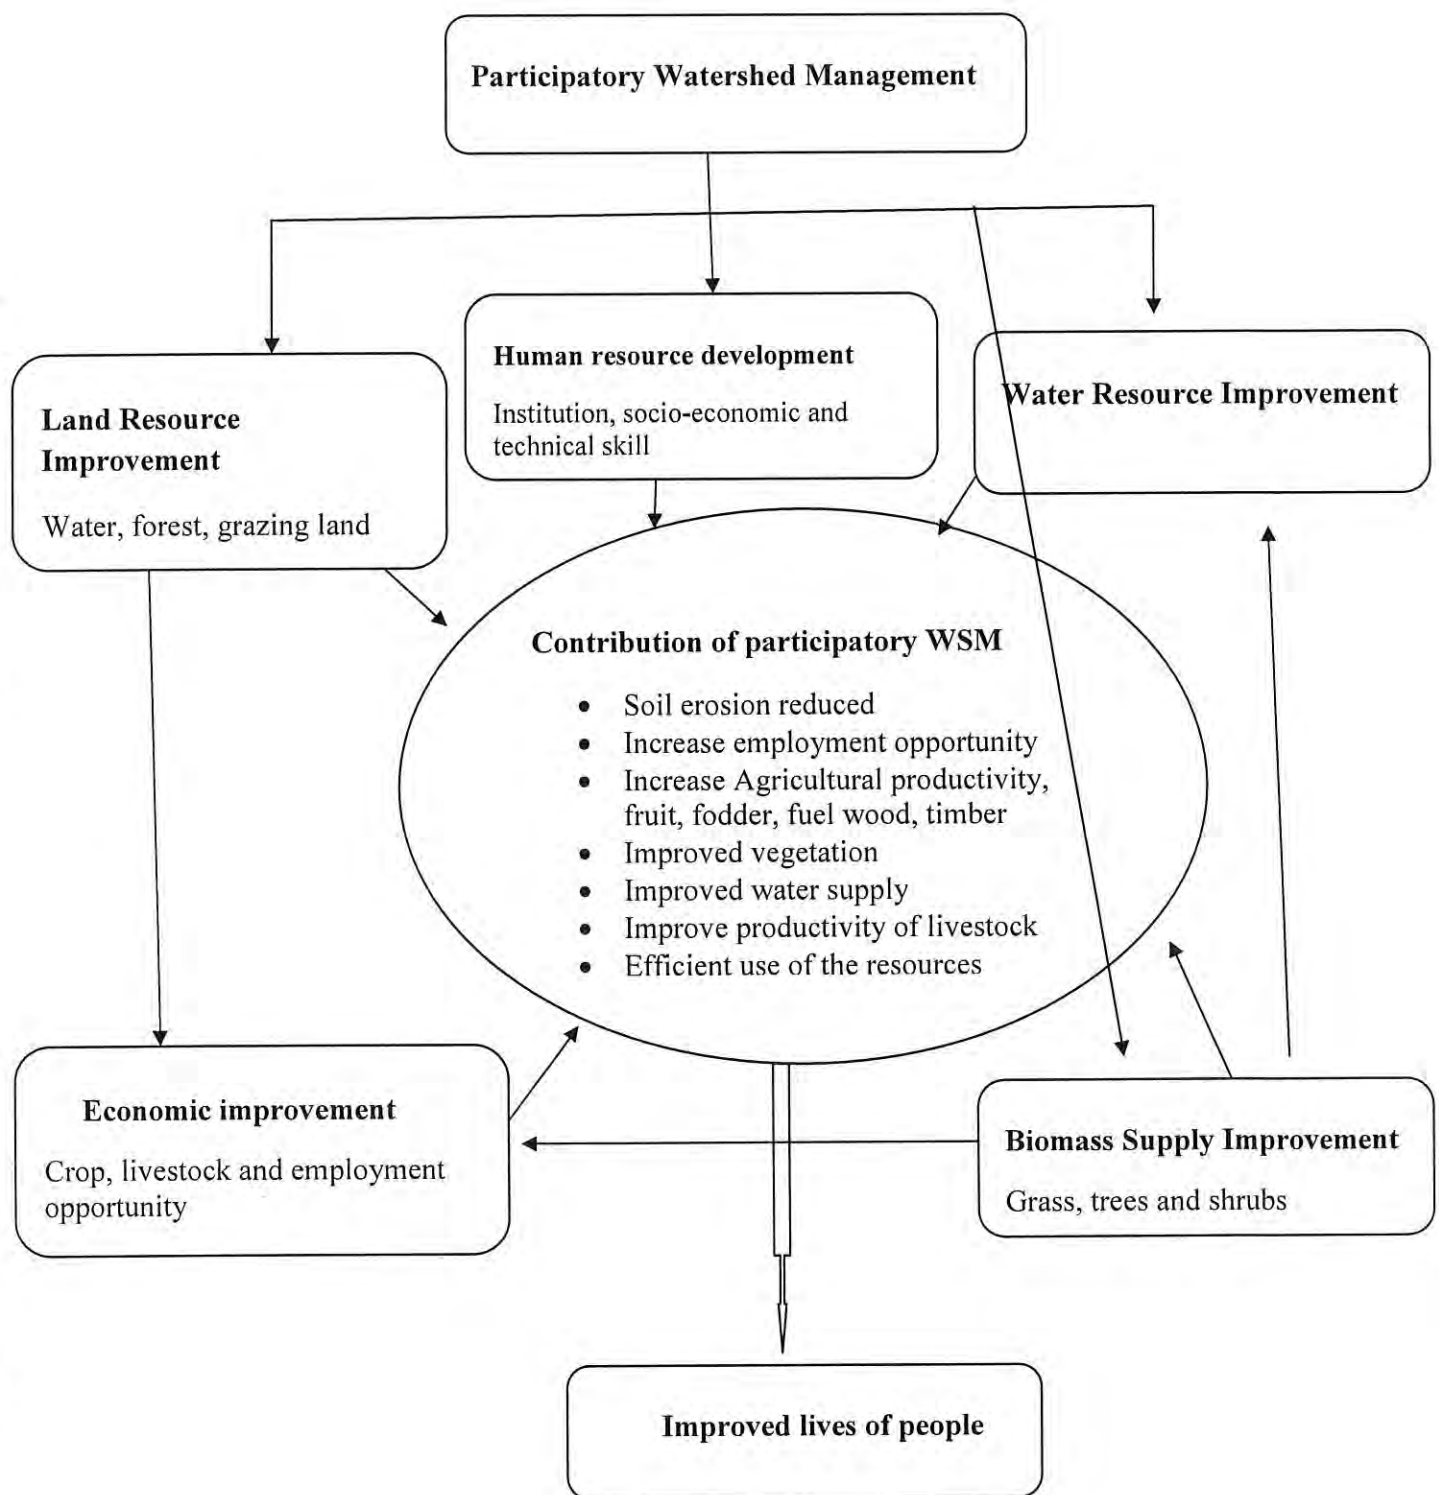 Participatory Watershed Management
Human resource development
Institution, socio-economic and
technical skill
Land Resource
Improvement
Water, forest, grazing land
Water Resource Improvement
Contribution of participatory WSM
• Soil erosion reduced
• Increase employment opportunity
• Increase Agricultural productivity,
fruit, fodder, fuel wood, timber
• Improved vegetation
• Improved water supply
• Improve productivity of livestock
• Efficient use of the resources
Economic improvement
Crop, livestock and employment
opportunity
Biomass Supply Improvement
Grass, trees and shrubs
Improved lives of people